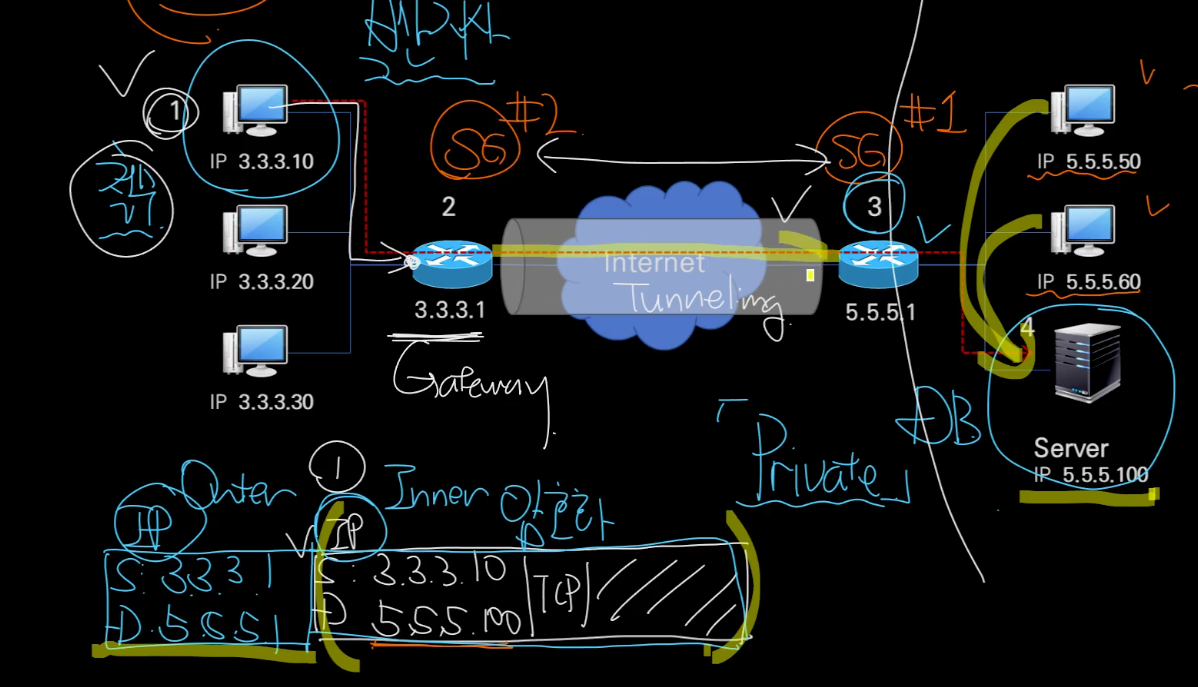 SG #2
SG #1
1
IP 3.3.3.10
2
3
IP 5.5.5.50
IP 3.3.3.20
Internet
Tunneling
IP 5.5.5.60
3.3.3.1
5.5.5.1
4
Gateway
IP 3.3.3.30
「Private」
DB
Server
IP 5.5.5.100
1
Outer
Inner 암호화
IP
IP
S: 3.3.3.1
S: 3.3.3.10
TCP
D: 5.5.5.1
D: 5.5.5.100